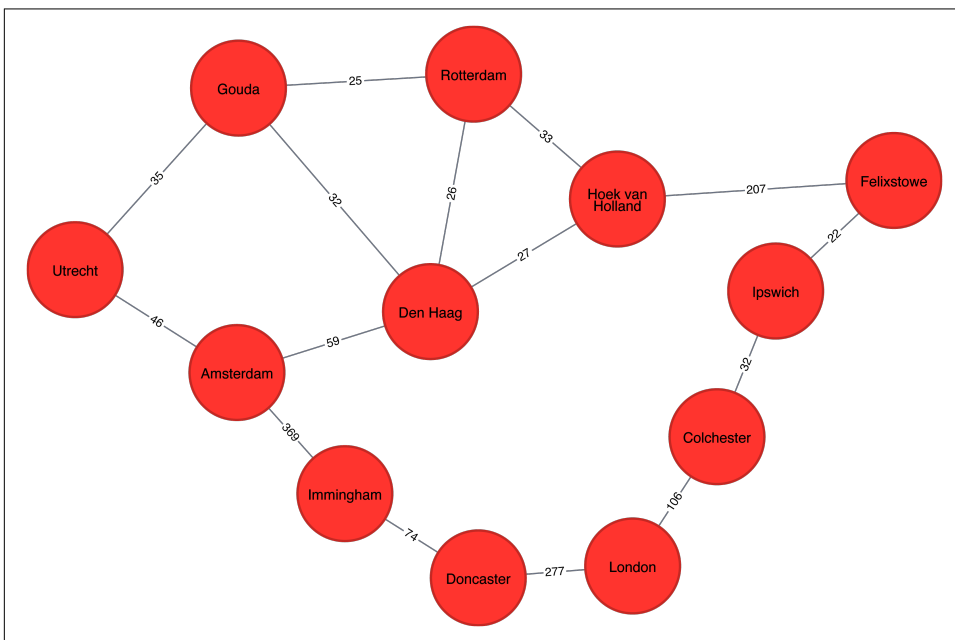 Gouda
25
Rotterdam
33
35
32
26
Hoek van
Holland
207
Felixstowe
22
27
Utrecht
Ipswich
46
Den Haag
59
Amsterdam
32
369
Colchester
Immingham
106
74
Doncaster
277
London